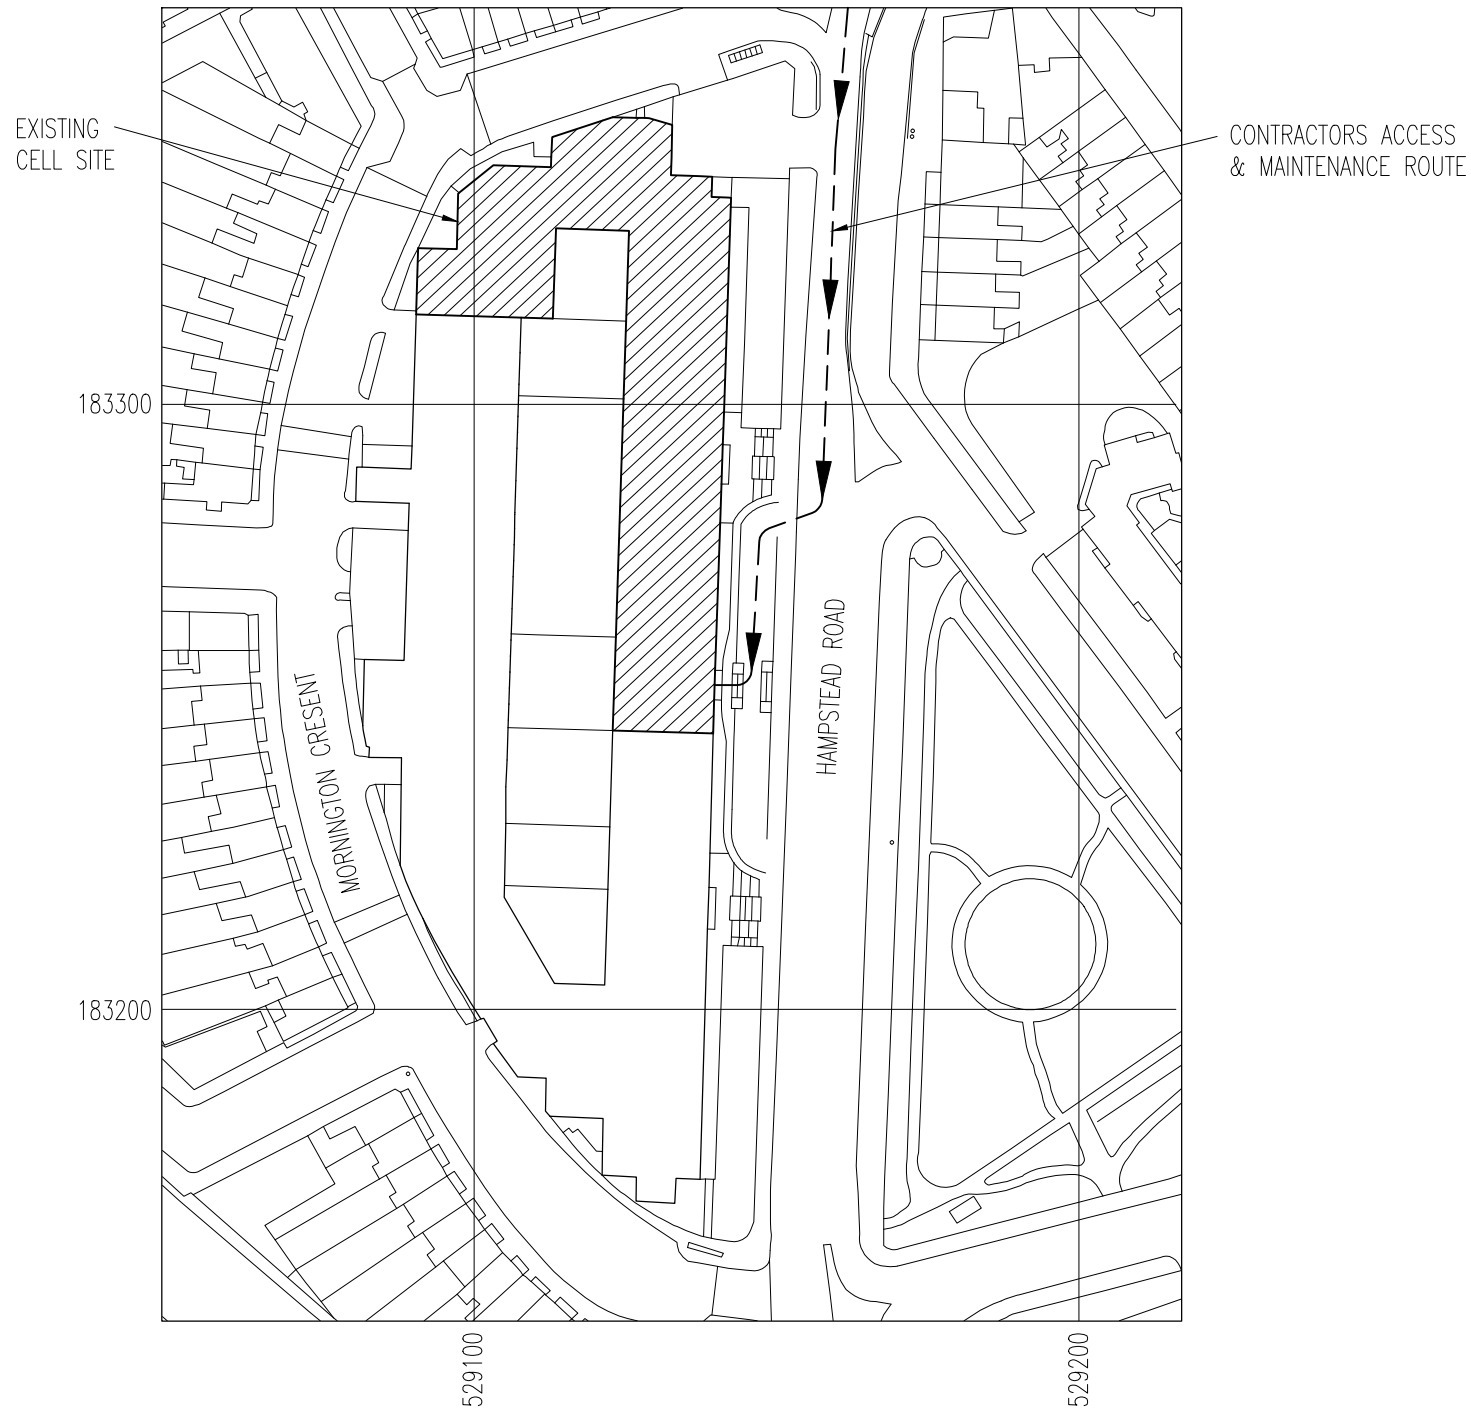 EXISTING
CELL SITE
CONTRACTORS ACCESS
& MAINTENANCE ROUTE
183300
HAMPSTEAD ROAD
MORNINGTON CRESENT
183200
529100
529200